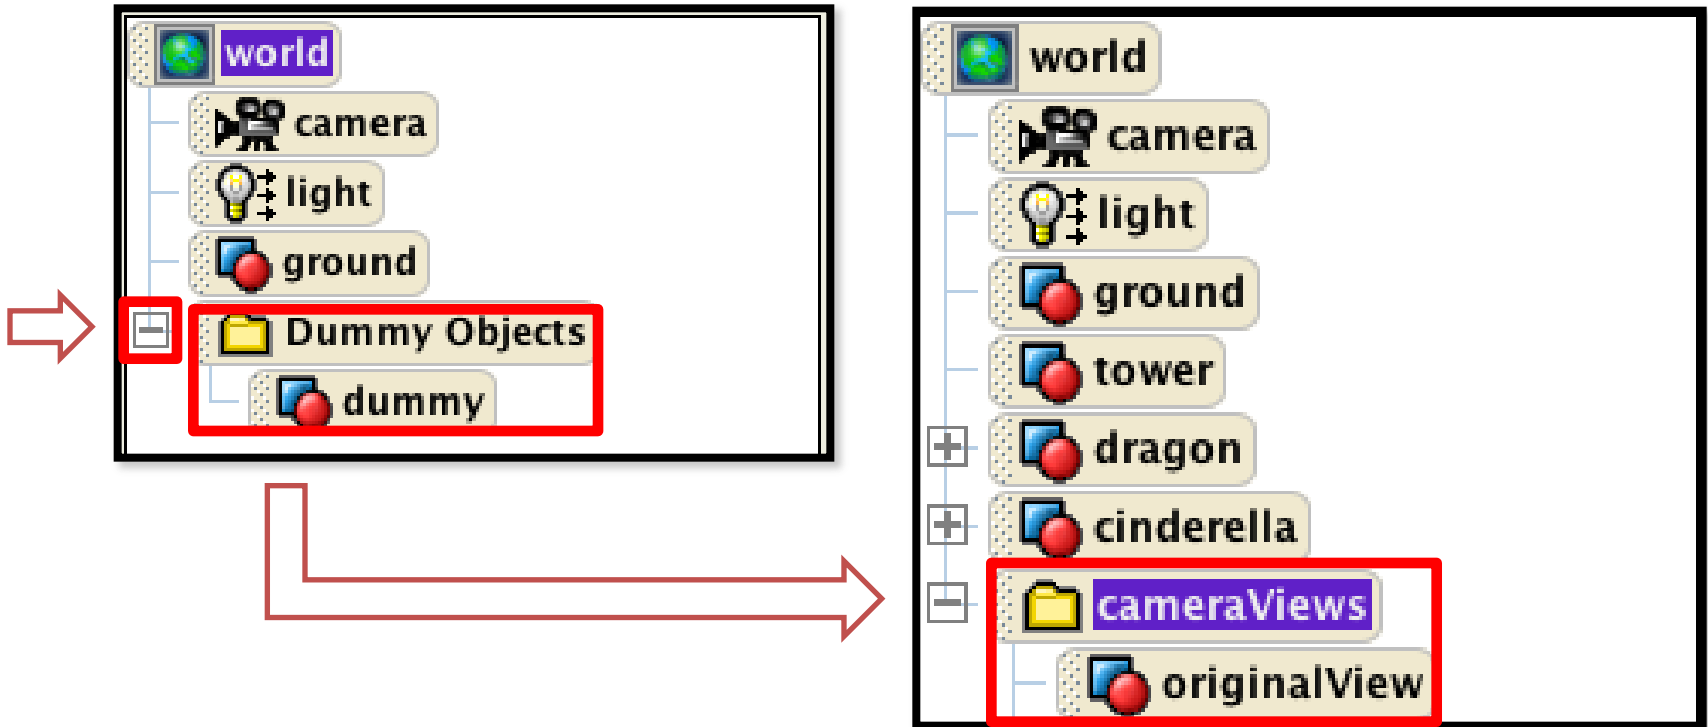 world
camera
light
ground
Dummy Objects
dummy
world
camera
light
ground
tower
dragon
cinderella
cameraViews
originalView